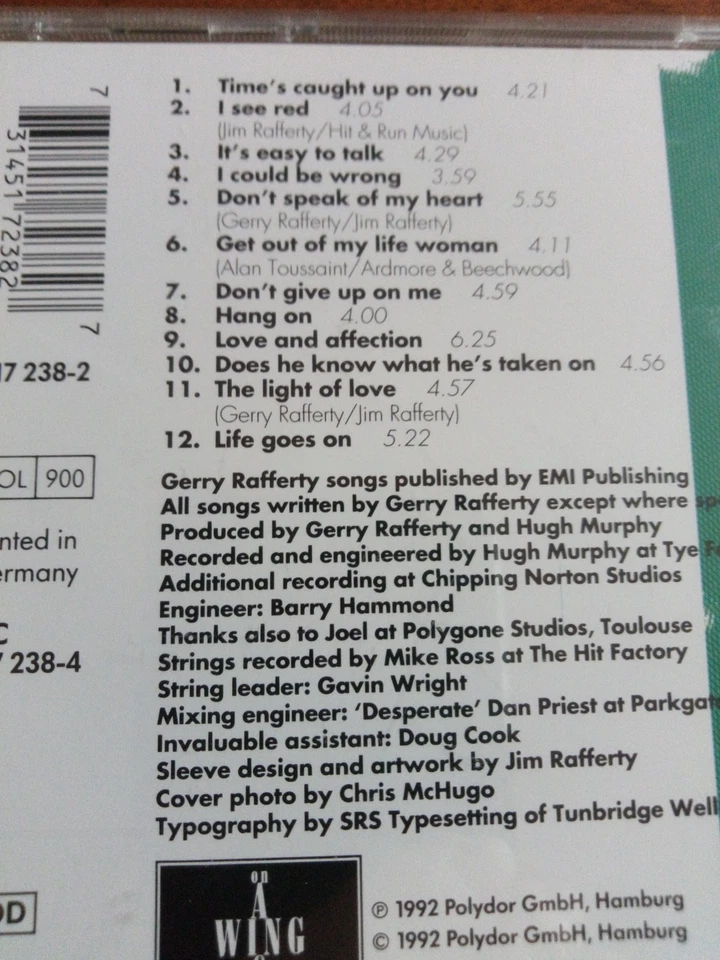 1. Time's caught up on you 4.21
2. I see red 4.05
(Jim Rafferty/Hit & Run Music)
3. It's easy to talk 4.29
4. I could be wrong 3.59
5. Don't speak of my heart 5.55
(Gerry Rafferty/Jim Rafferty)
6. Get out of my life woman 4.11
(Alan Toussaint/Ardmore & Beechwood)
7. Don't give up on me 4.59
8. Hang on 4.00
9. Love and affection 6.25
10. Does he know what he's taken on 4.56
11. The light of love 4.57
(Gerry Rafferty/Jim Rafferty)
12. Life goes on 5.22
Gerry Rafferty songs published by EMI Publishing
All songs written by Gerry Rafferty except where sp
Produced by Gerry Rafferty and Hugh Murphy
Recorded and engineered by Hugh Murphy at Tye F
Additional recording at Chipping Norton Studios
Engineer: Barry Hammond
Thanks also to Joel at Polygone Studios, Toulouse
Strings recorded by Mike Ross at The Hit Factory
String leader: Gavin Wright
Mixing engineer: 'Desperate' Dan Priest at Parkgat
Invaluable assistant: Doug Cook
Sleeve design and artwork by Jim Rafferty
Cover photo by Chris McHugo
Typography by SRS Typesetting of Tunbridge Well
7 31451 72382 7
17 238-2
OL 900
nted in
ermany
C
7 238-4
DD
on
A
WING
℗ 1992 Polydor GmbH, Hamburg
© 1992 Polydor GmbH, Hamburg